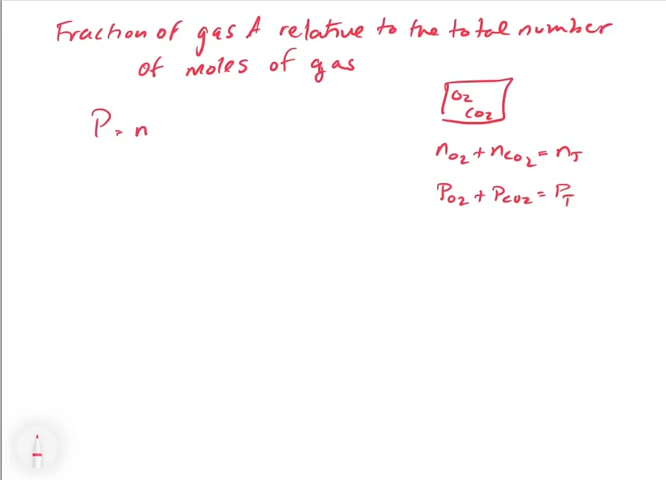 Fraction of gas A relative to the total number
of moles of gas
O2
CO2
P = n
nO2 + nCO2 = nT
PO2 + PCO2 = PT